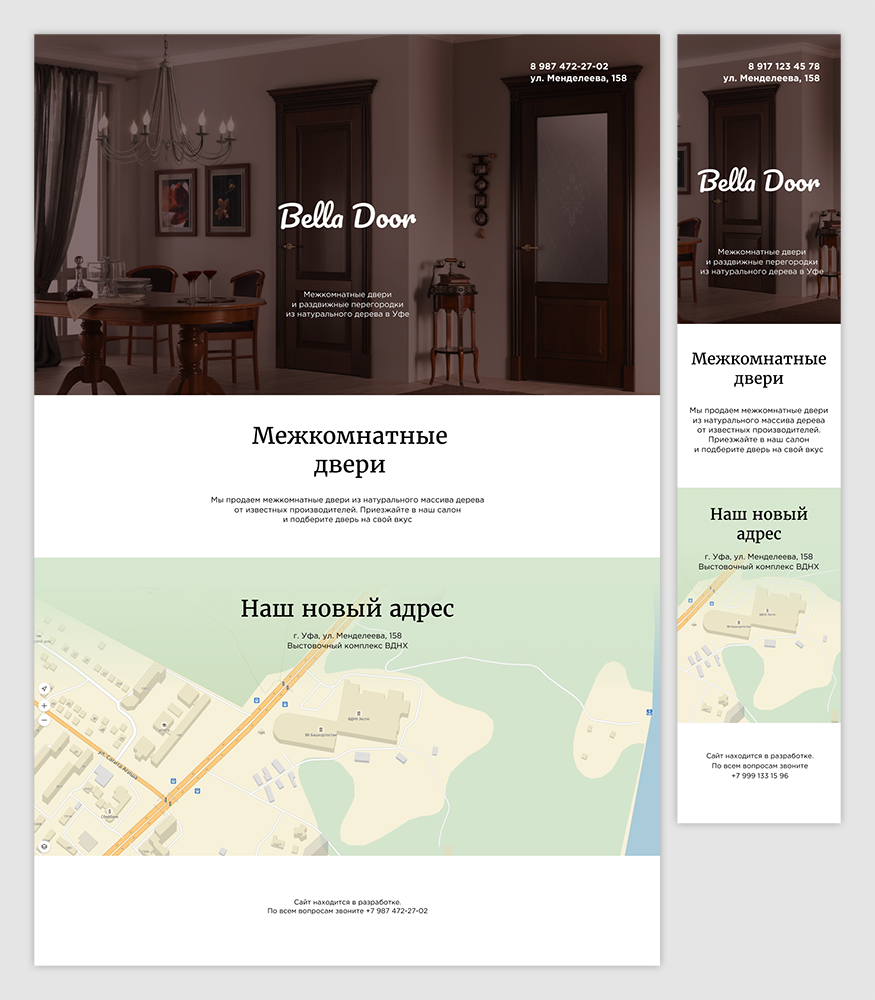 8 987 472-27-02
ул. Менделеева, 158
Bella Door
Межкомнатные двери
и раздвижные перегородки
из натурального дерева в Уфе
Межкомнатные
двери
Мы продаем межкомнатные двери из натурального массива дерева
от известных производителей. Приезжайте в наш салон
и подберите дверь на свой вкус
Наш новый адрес
г. Уфа, ул. Менделеева, 158
Выставочный комплекс ВДНХ
ВДНХ Экспо
ВК Башкортостан
ул. Сагита Агиша
Сбербанк
Сайт находится в разработке.
По всем вопросам звоните +7 987 472-27-02
8 917 123 45 78
ул. Менделеева, 158
Bella Door
Межкомнатные двери
и раздвижные перегородки
из натурального дерева в Уфе
Межкомнатные
двери
Мы продаем межкомнатные двери
из натурального массива дерева
от известных производителей.
Приезжайте в наш салон
и подберите дверь на свой вкус
Наш новый
адрес
г. Уфа, ул. Менделеева, 158
Выстовочный комплекс ВДНХ
ВК Башкортостан
Сайт находится в разработке.
По всем вопросам звоните
+7 999 133 15 96